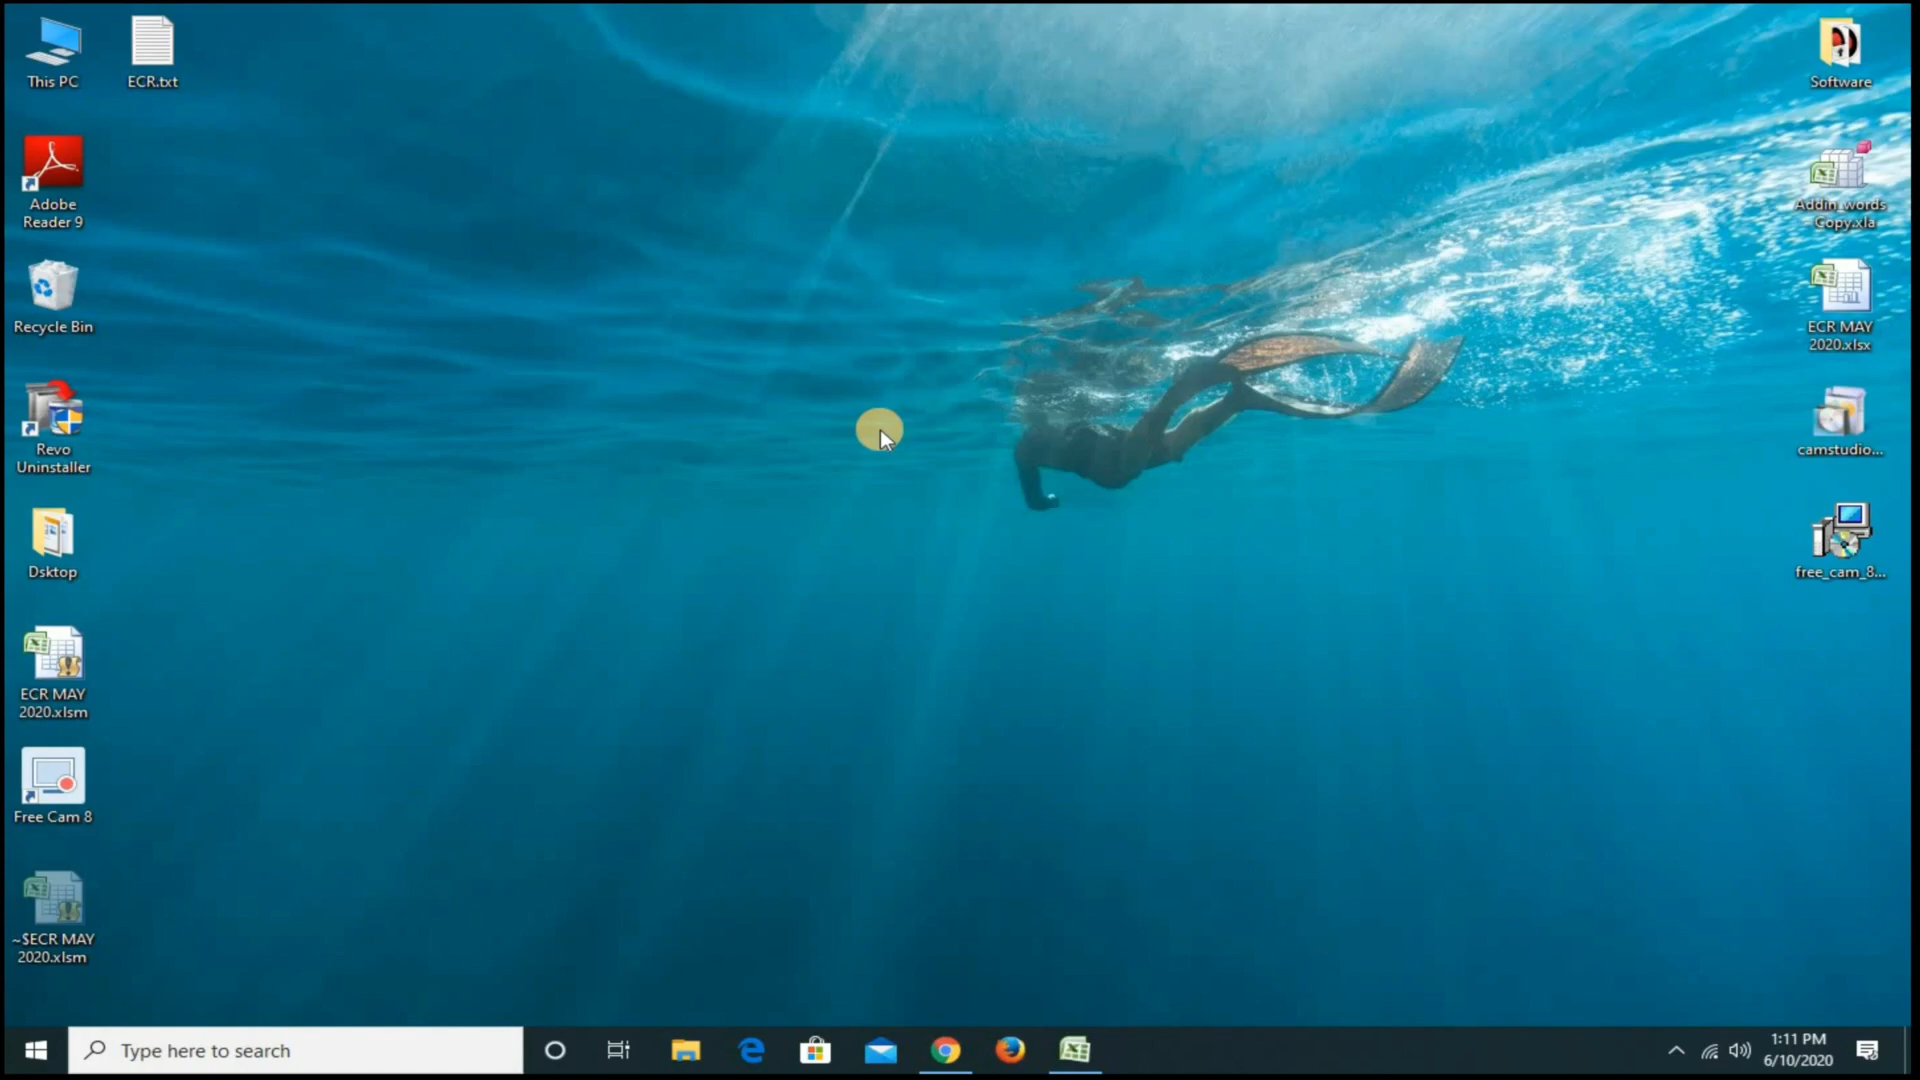 This PC
ECR.txt
Adobe
Reader 9
Recycle Bin
Revo
Uninstaller
Dsktop
ECR MAY
2020.xlsm
Free Cam 8
~$ECR MAY
2020.xlsm
Software
Addin_words
Copy.xla
ECR MAY
2020.xlsx
camstudio...
free_cam_8...
Type here to search
1:11 PM
6/10/2020